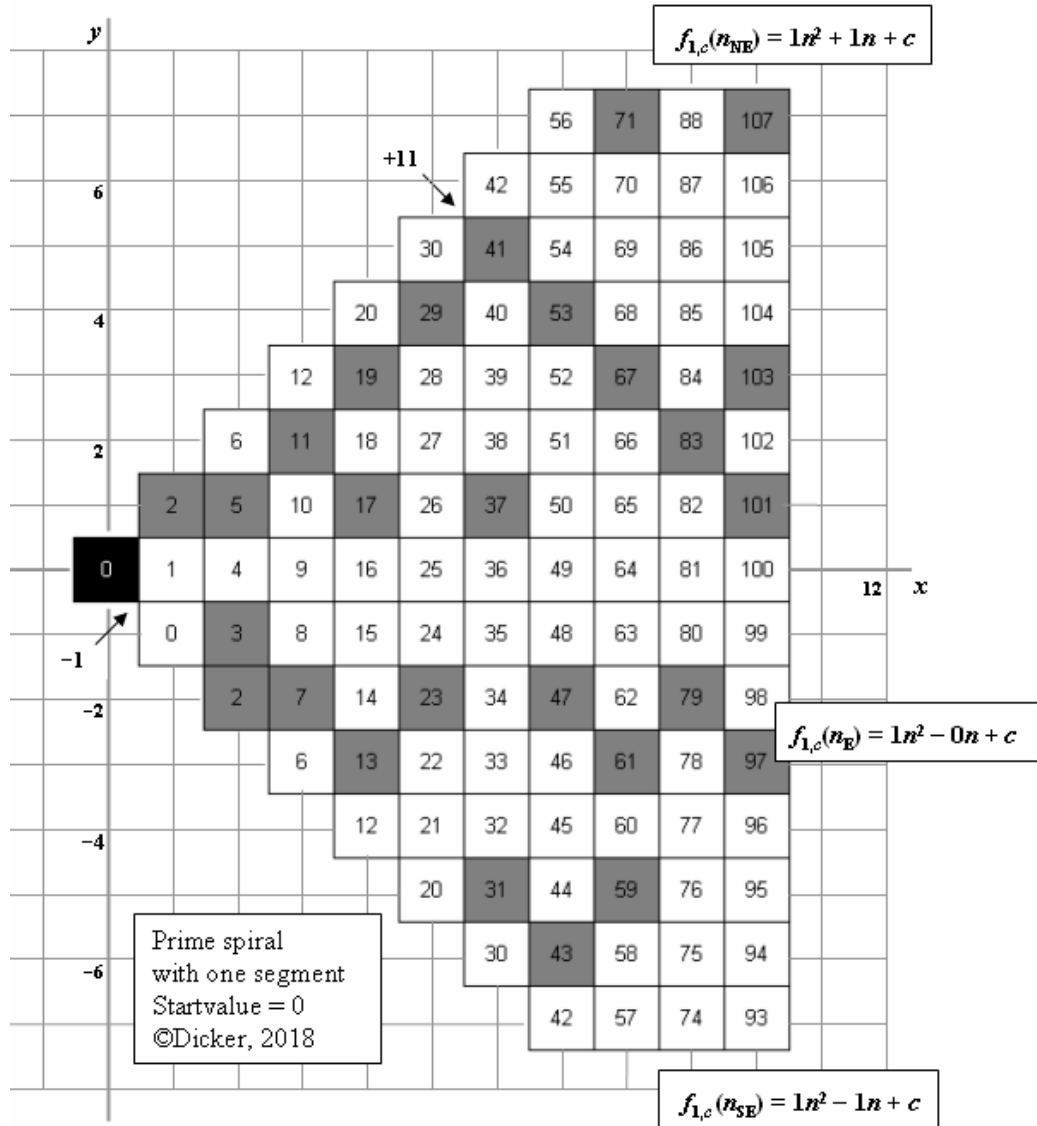 y
f₁,c(n_NE) = 1n² + 1n + c
56 71 88 107
+11
6 42 55 70 87 106
30 41 54 69 86 105
4 20 29 40 53 68 85 104
12 19 28 39 52 67 84 103
2 6 11 18 27 38 51 66 83 102
2 5 10 17 26 37 50 65 82 101
0 1 4 9 16 25 36 49 64 81 100
12 x
0 3 8 15 24 35 48 63 80 99
−1
−2 2 7 14 23 34 47 62 79 98
f₁,c(n_E) = 1n² − 0n + c
6 13 22 33 46 61 78 97
−4 12 21 32 45 60 77 96
20 31 44 59 76 95
−6 30 43 58 75 94
42 57 74 93
Prime spiral
with one segment
Startvalue = 0
©Dicker, 2018
f₁,c(n_SE) = 1n² − 1n + c